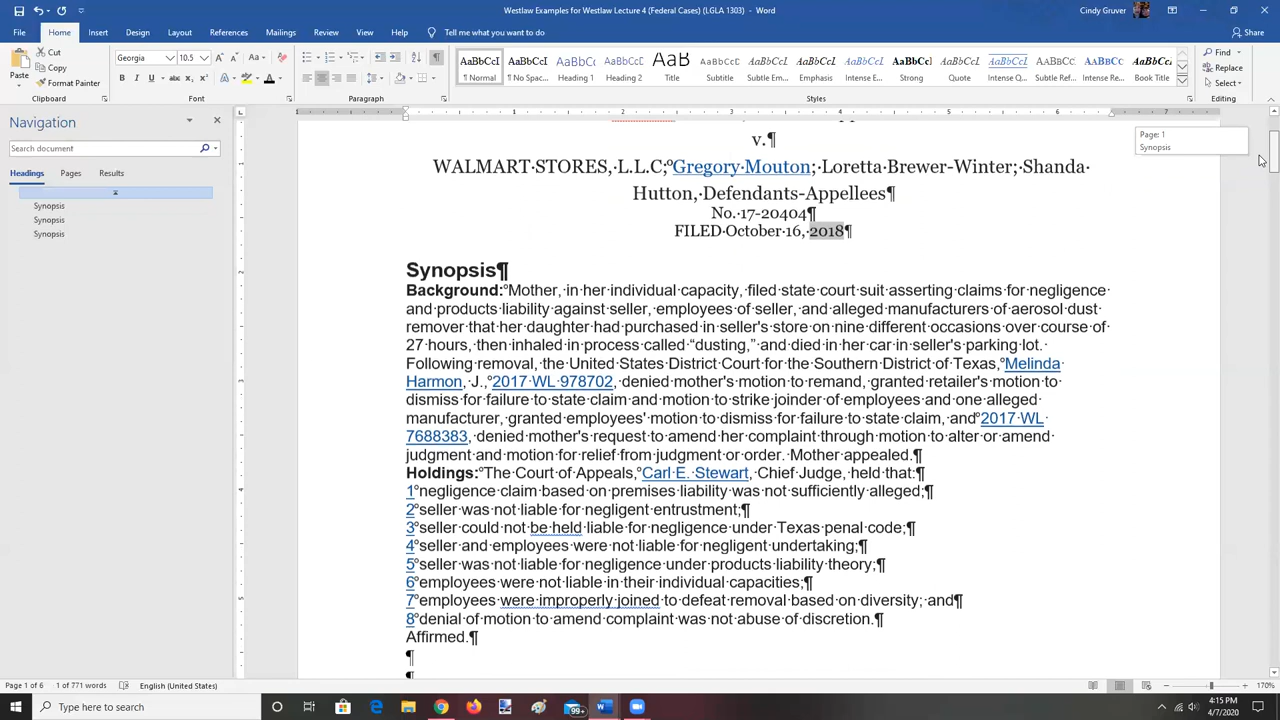 Westlaw Exercises for Westlaw 4 (Federal Cases) (GELA 1303) - Word
Cindy Gruver
File Home Insert Design Layout References Mailings Review View Help Tell me what you want to do
Share
Paste
Cut
Copy
Format Painter
Georgia 10.5
AaBbCcI AaBbCcI AaBbCc AaBbCc AaB AaBbCc AaBbCcI AaBbCcI AaBbCcI AaBbCcI AaBbCcI AaBbCcI AaBbCcI AaBbCcI AaBbCcI
¶ Normal ¶ No Spac... Heading 1 Heading 2 Title Subtitle Subtle Em... Emphasis Intense E... Strong Quote Intense Q... Subtle Ref... Intense Re... Book Title
Find
Replace
Select
Clipboard Font Paragraph Styles Editing
Navigation
Search document
Headings Pages Results
Synopsis
Synopsis
Synopsis
Page: 1
Synopsis
v.¶
WALMART·STORES,·L.L.C;°Gregory·Mouton;·Loretta·Brewer-Winter;·Shanda·
Hutton,·Defendants-Appellees¶
No.·17-20404¶
FILED·October·16,·2018¶
Synopsis¶
Background:°Mother,·in·her·individual·capacity,·filed·state·court·suit·asserting·claims·for·negligence·
and·products·liability·against·seller,·employees·of·seller,·and·alleged·manufacturers·of·aerosol·dust·
remover·that·her·daughter·had·purchased·in·seller's·store·on·nine·different·occasions·over·course·of·
27·hours,·then·inhaled·in·process·called·“dusting,”·and·died·in·her·car·in·seller's·parking·lot.·
Following·removal,·the·United·States·District·Court·for·the·Southern·District·of·Texas,°Melinda·
Harmon,·J.,°2017·WL·978702,·denied·mother's·motion·to·remand,·granted·retailer's·motion·to·
dismiss·for·failure·to·state·claim·and·motion·to·strike·joinder·of·employees·and·one·alleged·
manufacturer,·granted·employees'·motion·to·dismiss·for·failure·to·state·claim,·and°2017·WL·
7688383,·denied·mother's·request·to·amend·her·complaint·through·motion·to·alter·or·amend·
judgment·and·motion·for·relief·from·judgment·or·order.·Mother·appealed.¶
Holdings:°The·Court·of·Appeals,°Carl·E.·Stewart,·Chief·Judge,·held·that:¶
1°negligence·claim·based·on·premises·liability·was·not·sufficiently·alleged;¶
2°seller·was·not·liable·for·negligent·entrustment;¶
3°seller·could·not·be·held·liable·for·negligence·under·Texas·penal·code;¶
4°seller·and·employees·were·not·liable·for·negligent·undertaking;¶
5°seller·was·not·liable·for·negligence·under·products·liability·theory;¶
6°employees·were·not·liable·in·their·individual·capacities;¶
7°employees·were·improperly·joined·to·defeat·removal·based·on·diversity;·and¶
8°denial·of·motion·to·amend·complaint·was·not·abuse·of·discretion.¶
Affirmed.¶
¶
¶
Page 1 of 6 1 of 771 words English (United States) 170%
Type here to search
99+
4:15 PM
4/7/2020